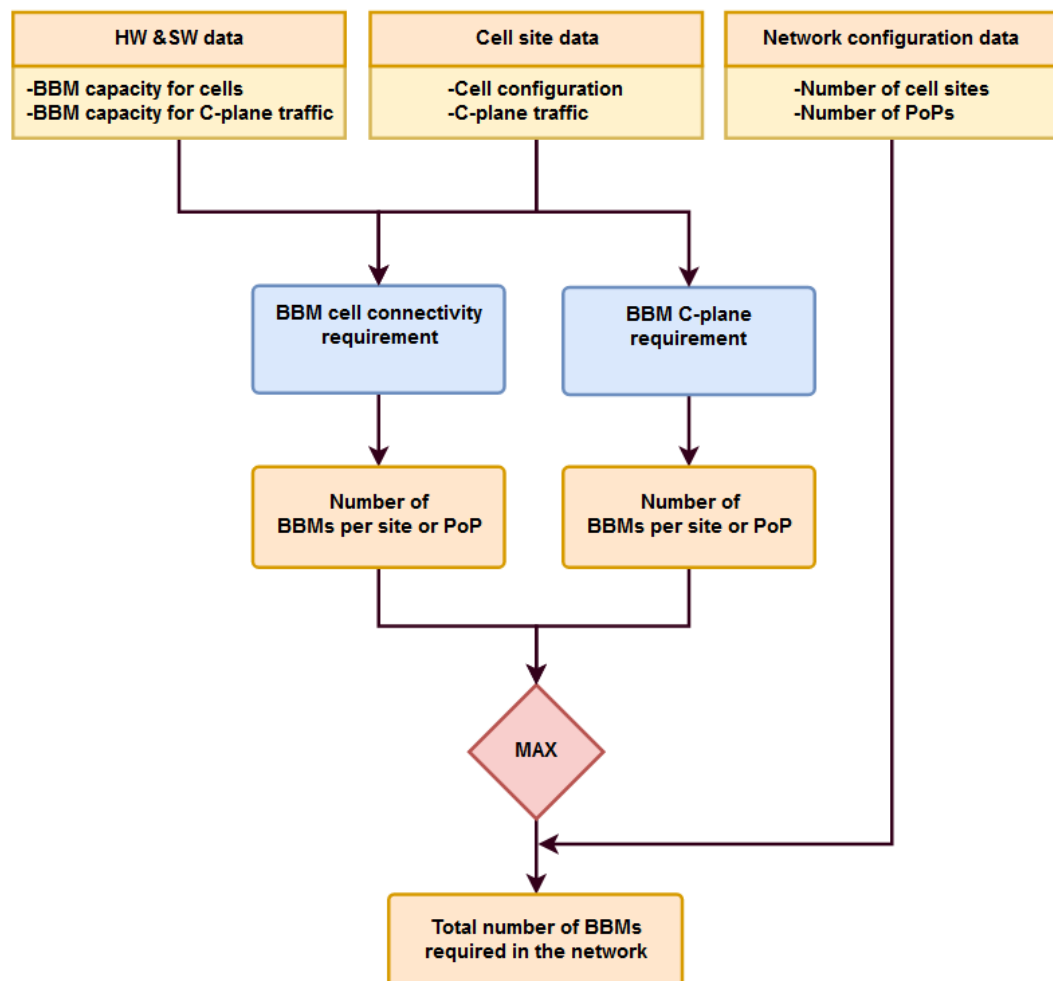 HW &SW data
-BBM capacity for cells
-BBM capacity for C-plane traffic
Cell site data
-Cell configuration
-C-plane traffic
Network configuration data
-Number of cell sites
-Number of PoPs
BBM cell connectivity
requirement
BBM C-plane
requirement
Number of
BBMs per site or PoP
Number of
BBMs per site or PoP
MAX
Total number of BBMs
required in the network